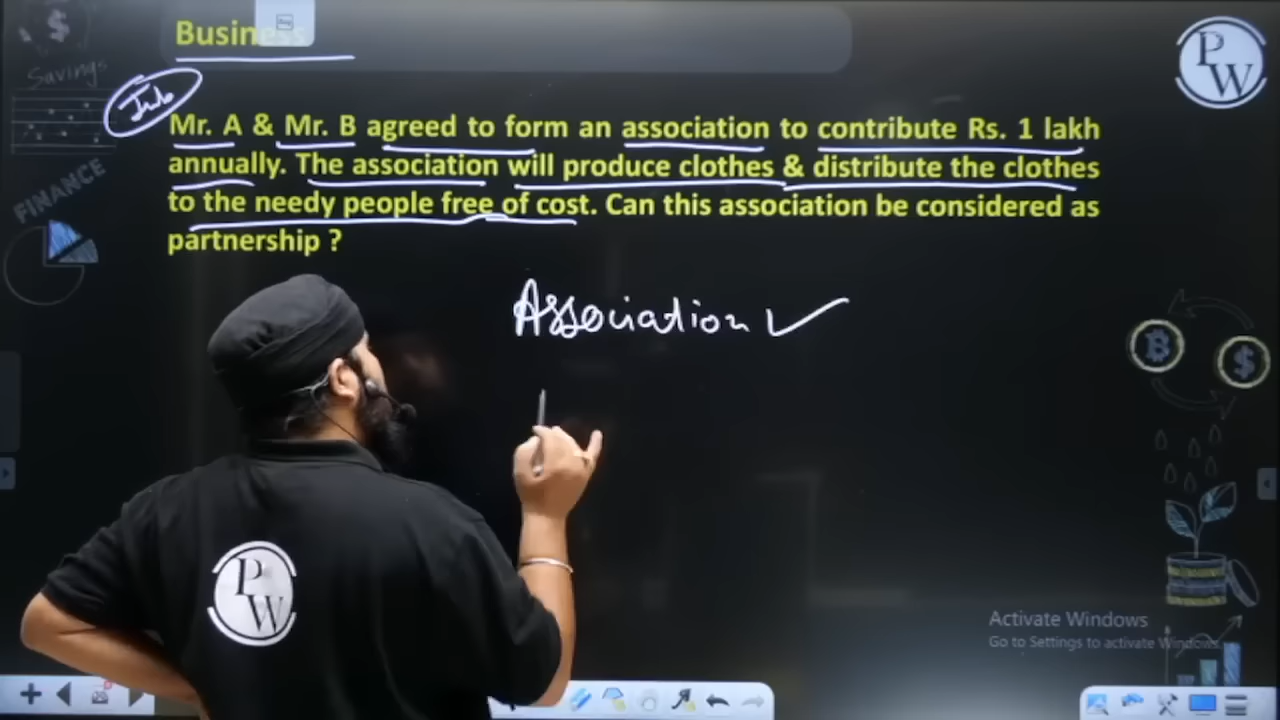 Business
Savings
FINANCE
Mr. A & Mr. B agreed to form an association to contribute Rs. 1 lakh
annually. The association will produce clothes & distribute the clothes
to the needy people free of cost. Can this association be considered as
partnership ?
Association ✓
P
W
P
W
Activate Windows
Go to Settings to activate Windows.